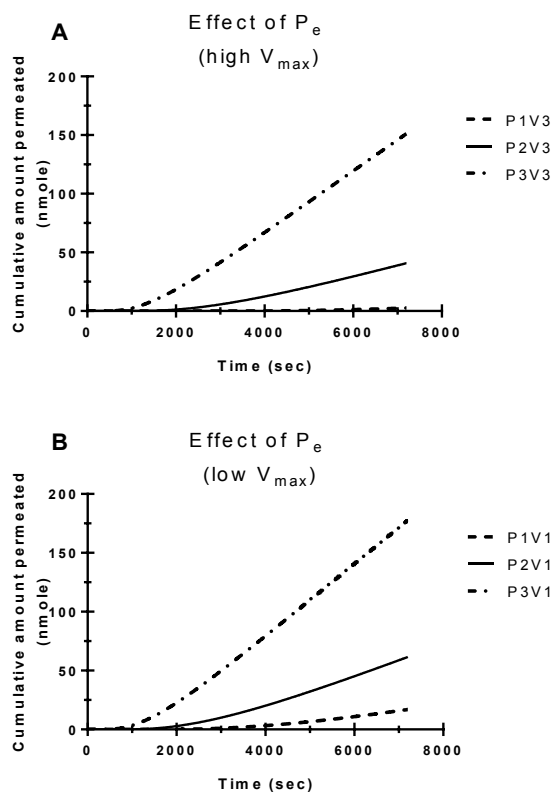 A
Effect of Pe
(high Vmax)
Cumulative amount permeated
(nmole)
200
150
100
50
0
0 2000 4000 6000 8000
Time (sec)
P1V3
P2V3
P3V3
B
Effect of Pe
(low Vmax)
Cumulative amount permeated
(nmole)
200
150
100
50
0
0 2000 4000 6000 8000
Time (sec)
P1V1
P2V1
P3V1